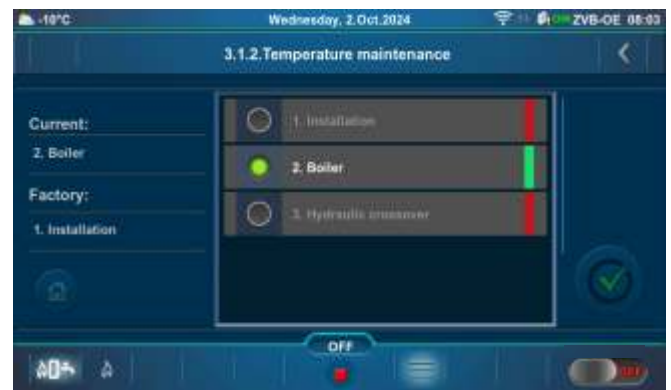 -10°C
Wednesday, 2.Oct.2024
ZVB-OE 08:03
3.1.2.Temperature maintenance
Current:
2. Boiler
Factory:
1. Installation
1. Installation
2. Boiler
3. Hydraulic crossover
OFF
OFF